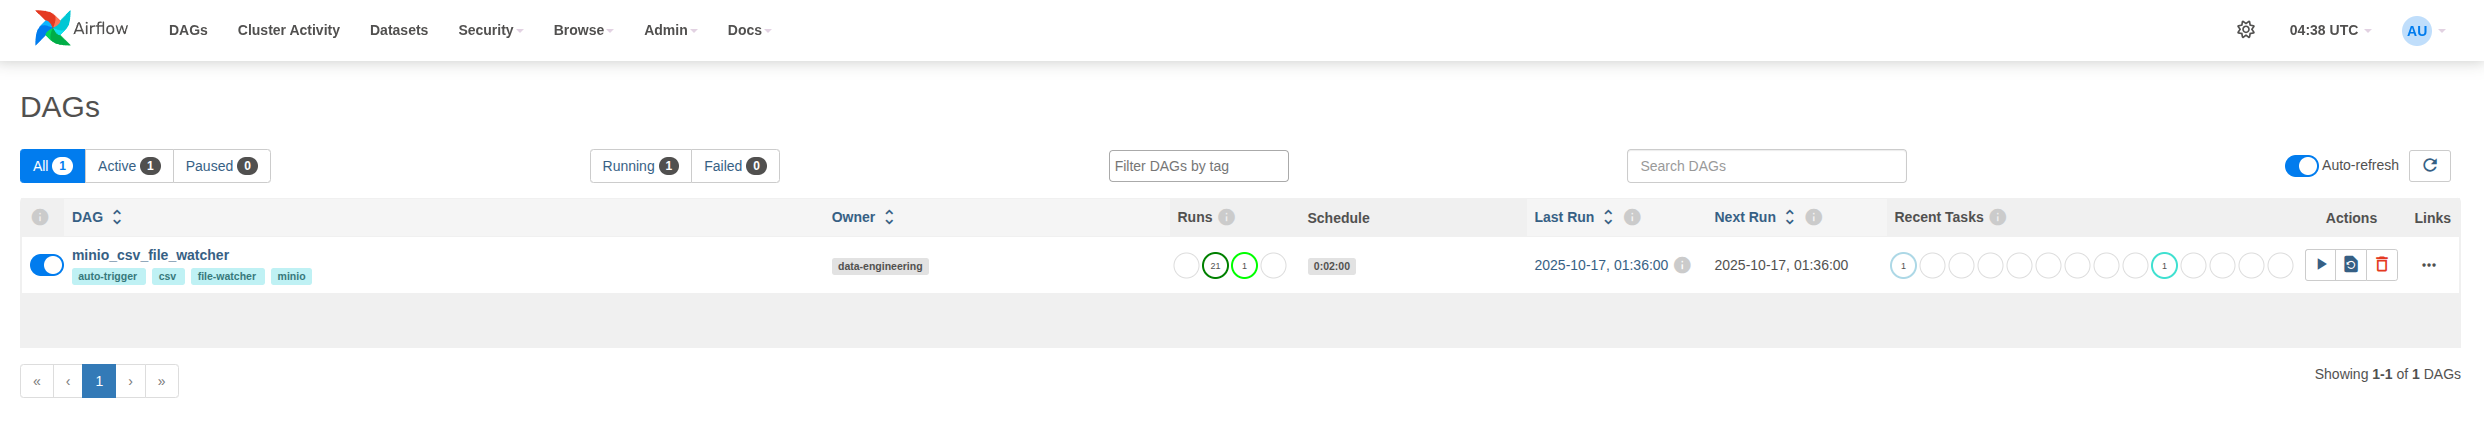 Airflow DAGs Cluster Activity Datasets Security Browse Admin Docs 04:38 UTC AU
DAGs
All 1 Active 1 Paused 0 Running 1 Failed 0 Filter DAGs by tag Search DAGs Auto-refresh
DAG Owner Runs Schedule Last Run Next Run Recent Tasks Actions Links
minio_csv_file_watcher
auto-trigger csv file-watcher minio
data-engineering 21 1 0:02:00 2025-10-17, 01:36:00 2025-10-17, 01:36:00 1 1
« ‹ 1 › »
Showing 1-1 of 1 DAGs